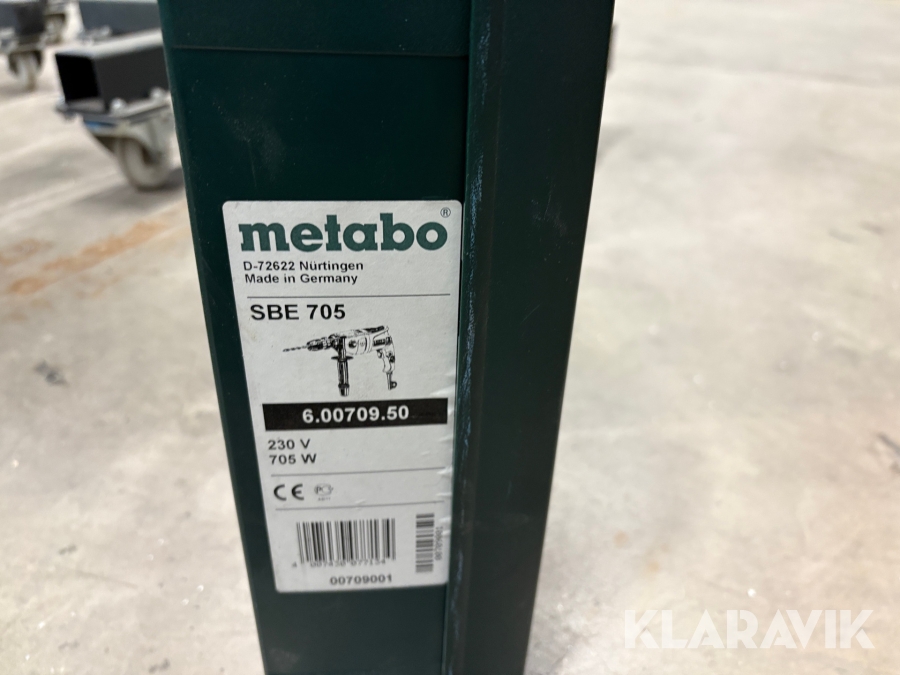 metabo®
D-72622 Nürtingen
Made in Germany
SBE 705
6.00709.50
230 V
705 W
CE
00709001
KLARAVIK